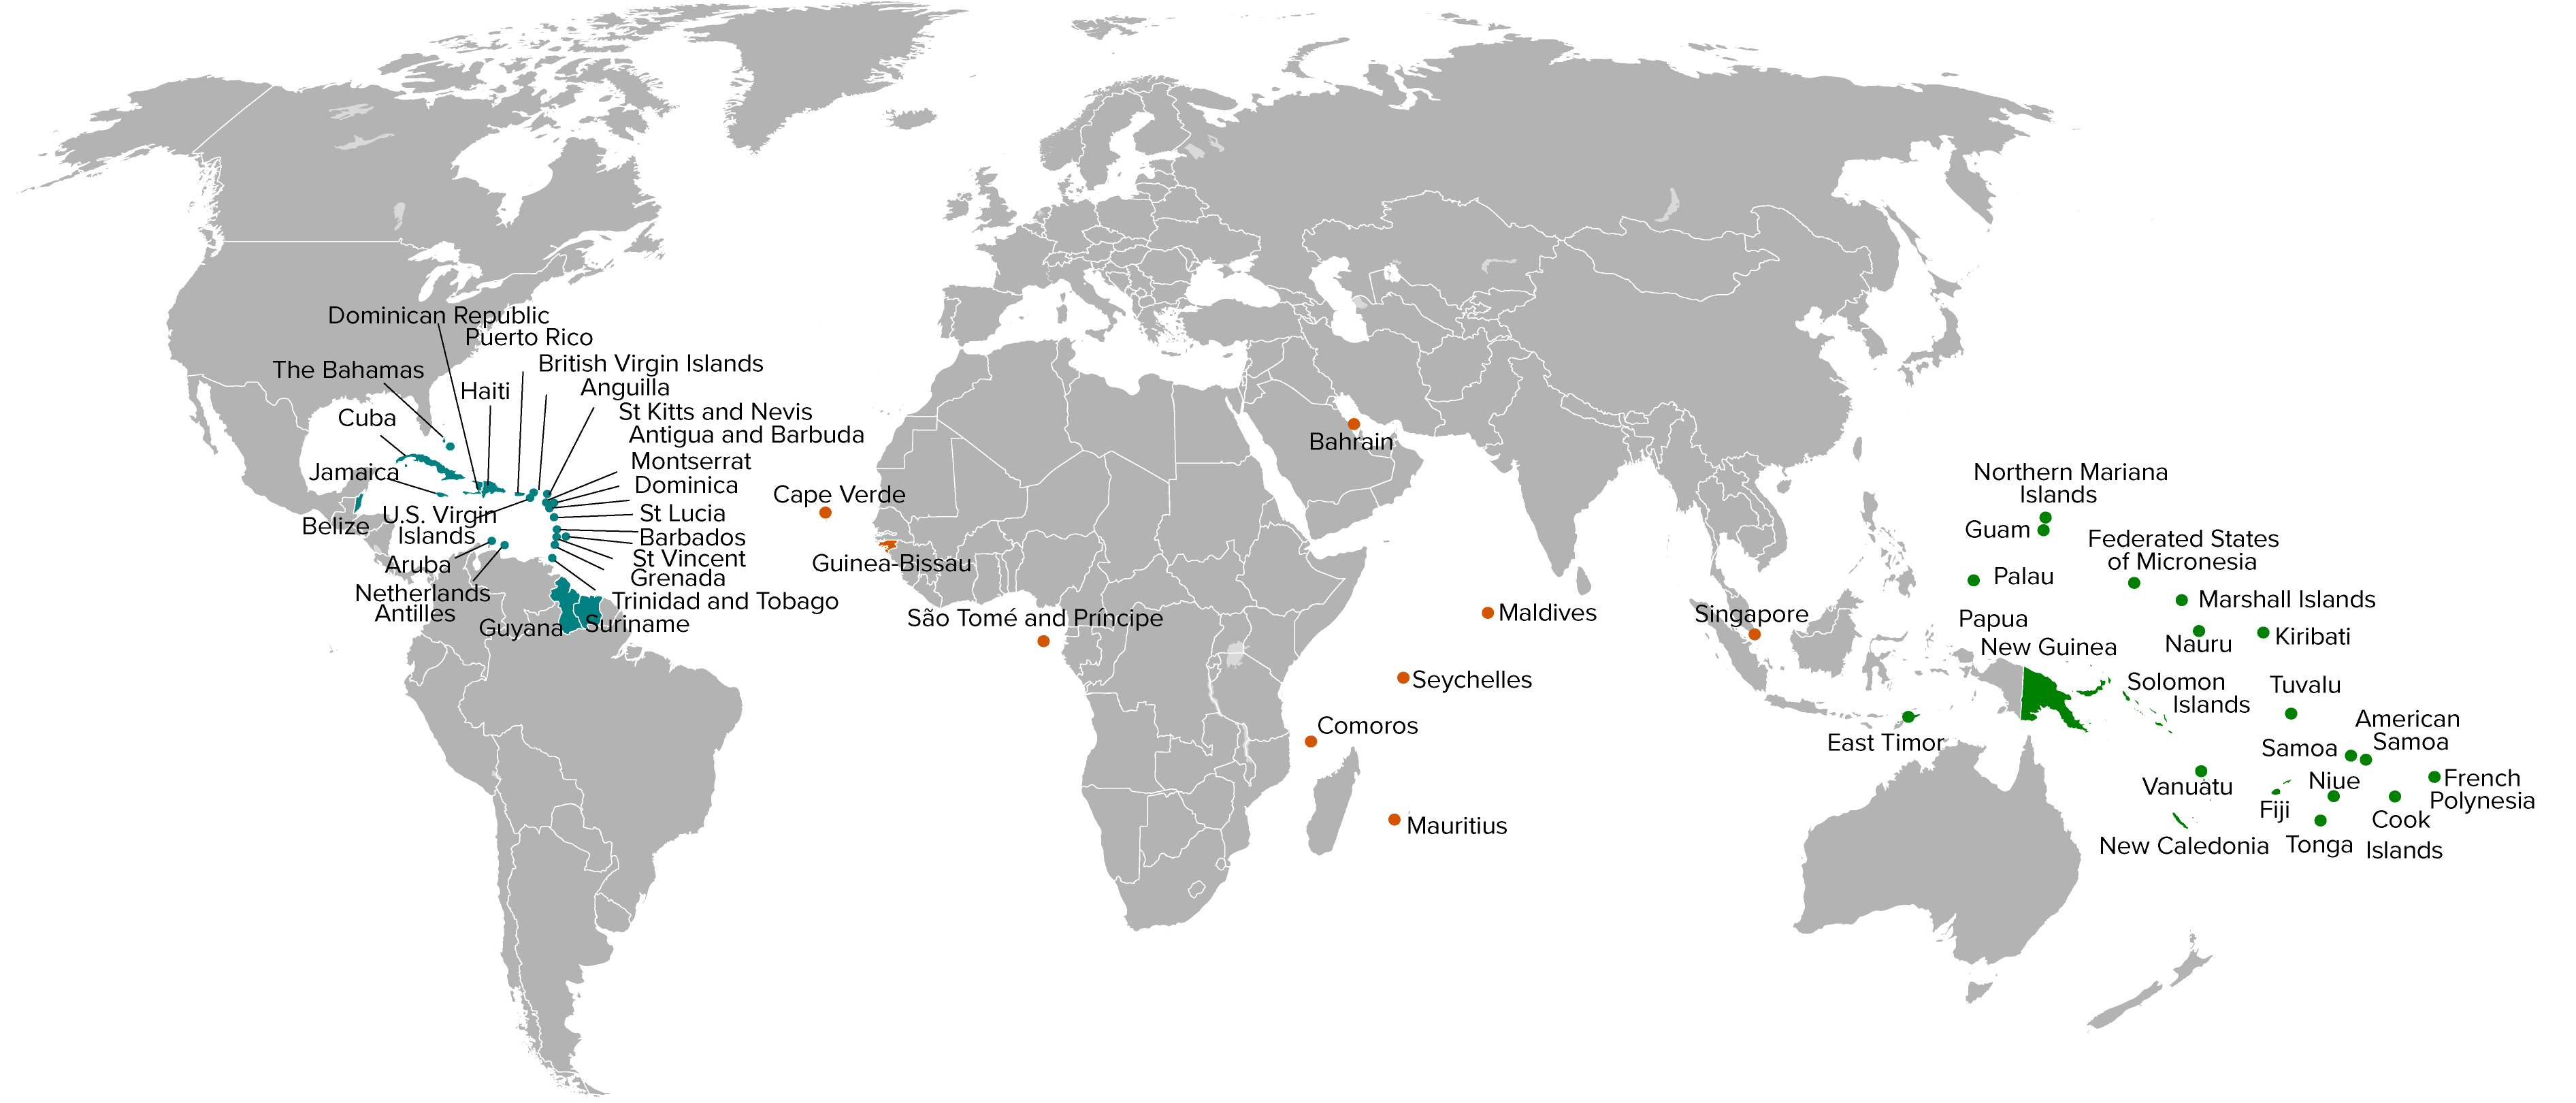 Dominican Republic
Puerto Rico
British Virgin Islands
The Bahamas
Haiti
Anguilla
Cuba
St Kitts and Nevis
Antigua and Barbuda
Jamaica
Montserrat
Dominica
Belize
U.S. Virgin
Islands
St Lucia
Barbados
Aruba
St Vincent
Grenada
Netherlands
Antilles
Trinidad and Tobago
Guyana
Suriname
Cape Verde
Guinea-Bissau
São Tomé and Príncipe
Bahrain
Maldives
Seychelles
Comoros
Mauritius
Singapore
East Timor
Northern Mariana
Islands
Guam
Federated States
of Micronesia
Palau
Marshall Islands
Papua
New Guinea
Nauru
Kiribati
Solomon
Islands
Tuvalu
American
Samoa
Samoa
Vanuatu
Niue
French
Polynesia
Fiji
Cook
Islands
New Caledonia
Tonga